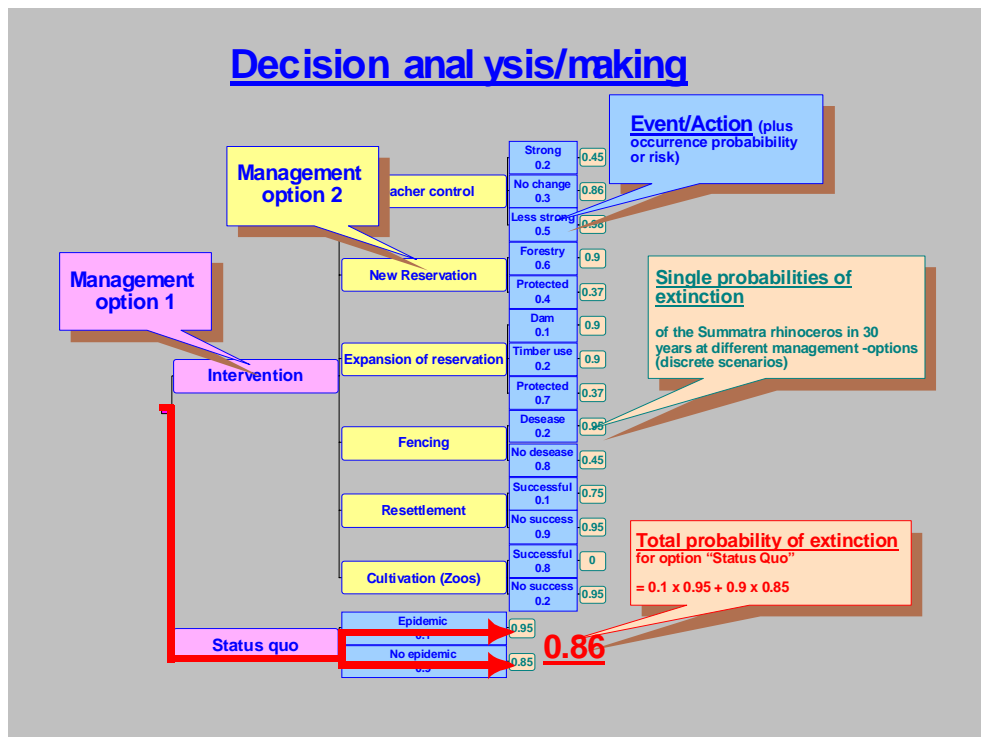 Decision anal ysis/making
Event/Action (plus
occurrence probabibility
or risk)
Management
option 2
Management
option 1
Intervention
acher control
Strong
0.2
0.45
No change
0.3
0.86
Less strong
0.5
New Reservation
Forestry
0.6
0.9
Protected
0.4
0.37
Expansion of reservation
Dam
0.1
0.9
Timber use
0.2
0.9
Protected
0.7
0.37
Fencing
Desease
0.2
0.95
No desease
0.8
0.45
Resettlement
Successful
0.1
0.75
No success
0.9
0.95
Cultivation (Zoos)
Successful
0.8
0
No success
0.2
0.95
Single probabilities of
extinction
of the Summatra rhinoceros in 30
years at different management -options
(discrete scenarios)
Status quo
Epidemic
0.95
No epidemic
0.85
0.86
Total probability of extinction
for option “Status Quo”
= 0.1 x 0.95 + 0.9 x 0.85